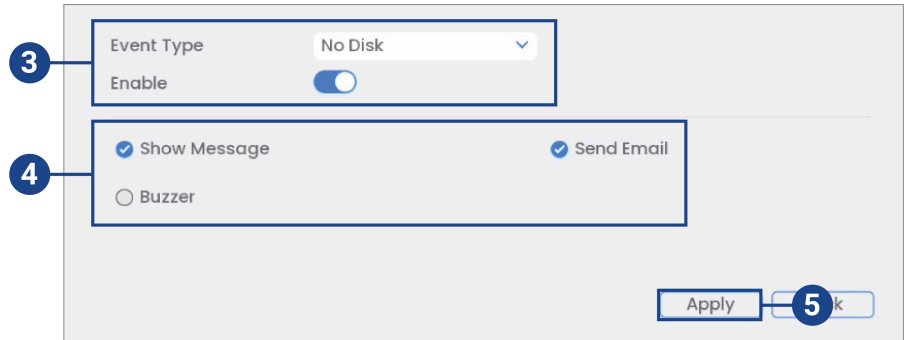 Event Type No Disk
3
Enable
Show Message Send Email
4
Buzzer
Apply 5 k